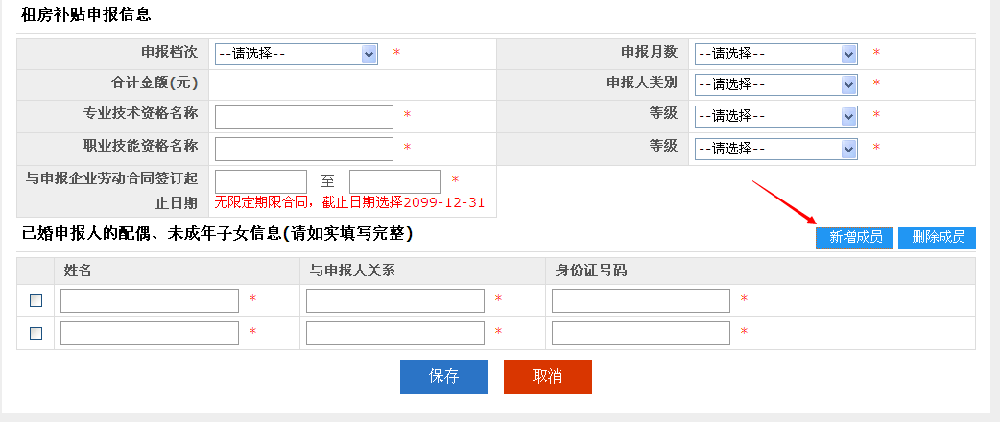 租房补贴申报信息
申报档次 --请选择-- * 申报月数 --请选择-- *
合计金额(元) 申报人类别 --请选择-- *
专业技术资格名称 * 等级 --请选择-- *
职业技能资格名称 * 等级 --请选择-- *
与申报企业劳动合同签订起 至 *
止日期 无限定期限合同，截止日期选择2099-12-31
已婚申报人的配偶、未成年子女信息(请如实填写完整) 新增成员 删除成员
姓名 与申报人关系 身份证号码
* * *
* * *
保存 取消